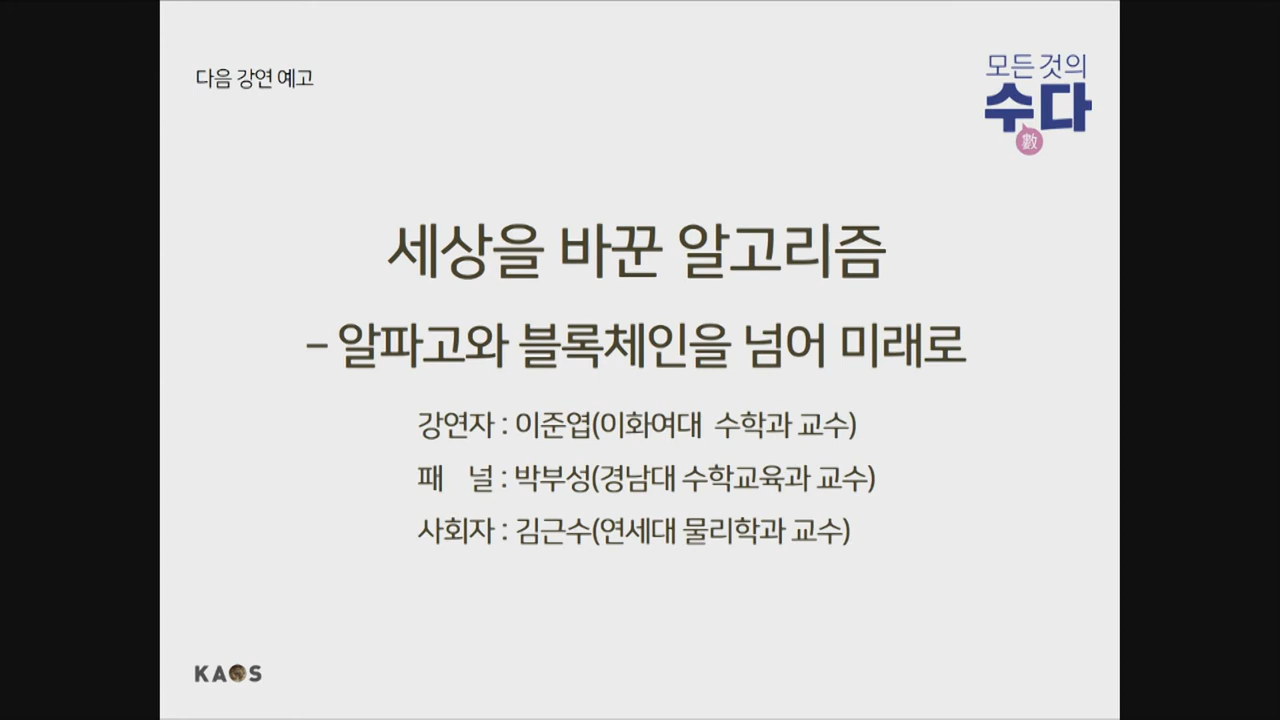 다음 강연 예고
모든 것의
수다
數
세상을 바꾼 알고리즘
– 알파고와 블록체인을 넘어 미래로
강연자 : 이준엽(이화여대 수학과 교수)
패 널 : 박부성(경남대 수학교육과 교수)
사회자 : 김근수(연세대 물리학과 교수)
KAOS